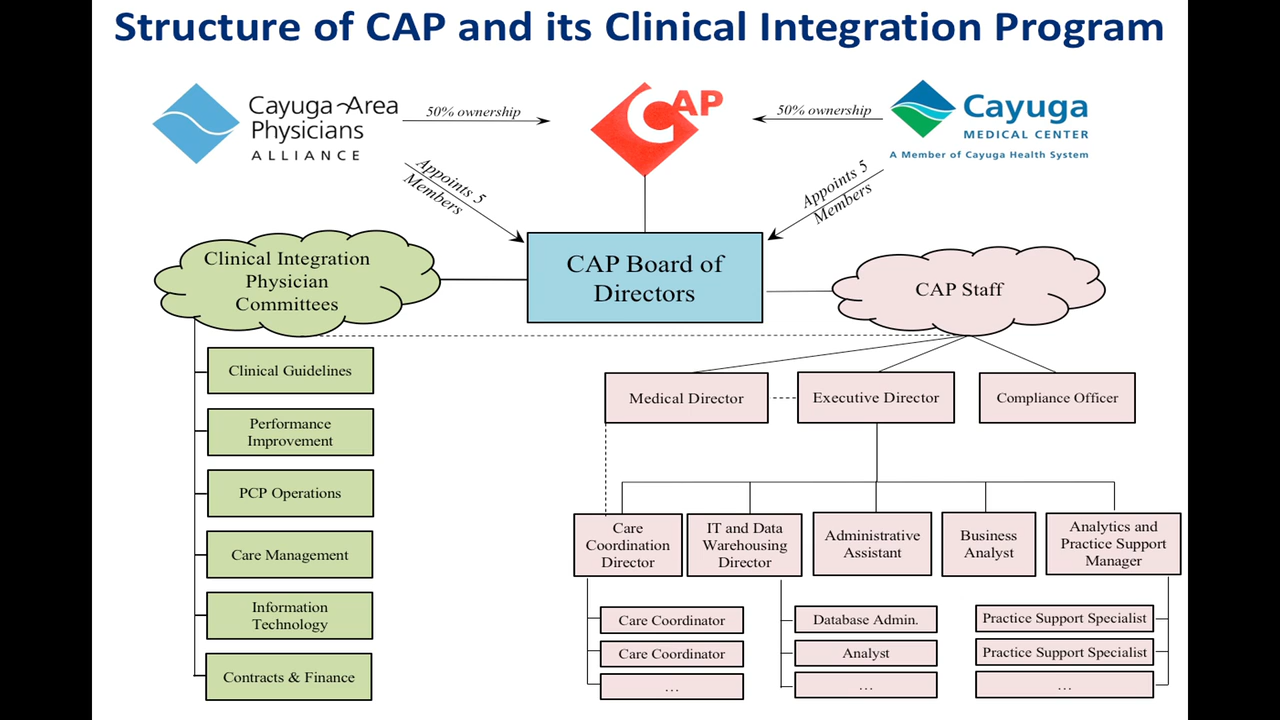 Structure of CAP and its Clinical Integration Program
Cayuga Area
Physicians
ALLIANCE
50% ownership
CAP
50% ownership
Cayuga
MEDICAL CENTER
A Member of Cayuga Health System
Appoints 5
Members
Appoints 5
Members
Clinical Integration
Physician
Committees
CAP Board of
Directors
CAP Staff
Clinical Guidelines
Performance
Improvement
PCP Operations
Care Management
Information
Technology
Contracts & Finance
Medical Director
Executive Director
Compliance Officer
Care
Coordination
Director
IT and Data
Warehousing
Director
Administrative
Assistant
Business
Analyst
Analytics and
Practice Support
Manager
Care Coordinator
Care Coordinator
...
Database Admin.
Analyst
...
Practice Support Specialist
Practice Support Specialist
...